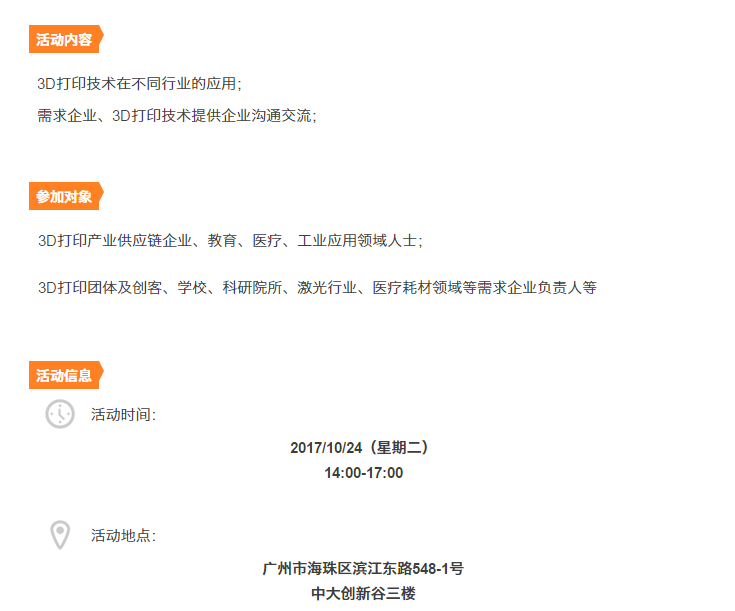 活动内容
3D打印技术在不同行业的应用；
需求企业、3D打印技术提供企业沟通交流；
参加对象
3D打印产业供应链企业、教育、医疗、工业应用领域人士；
3D打印团体及创客、学校、科研院所、激光行业、医疗耗材领域等需求企业负责人等
活动信息
活动时间：
2017/10/24（星期二）
14:00-17:00
活动地点：
广州市海珠区滨江东路548-1号
中大创新谷三楼